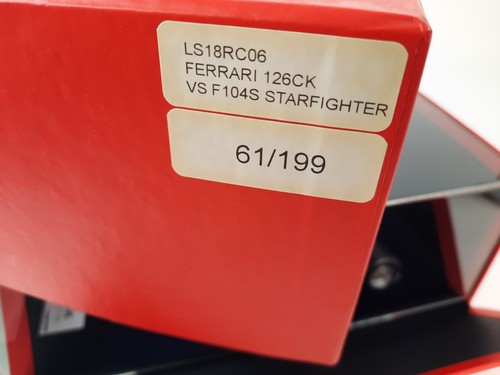 LS18RC06
FERRARI 126CK
VS F104S STARFIGHTER
61/199